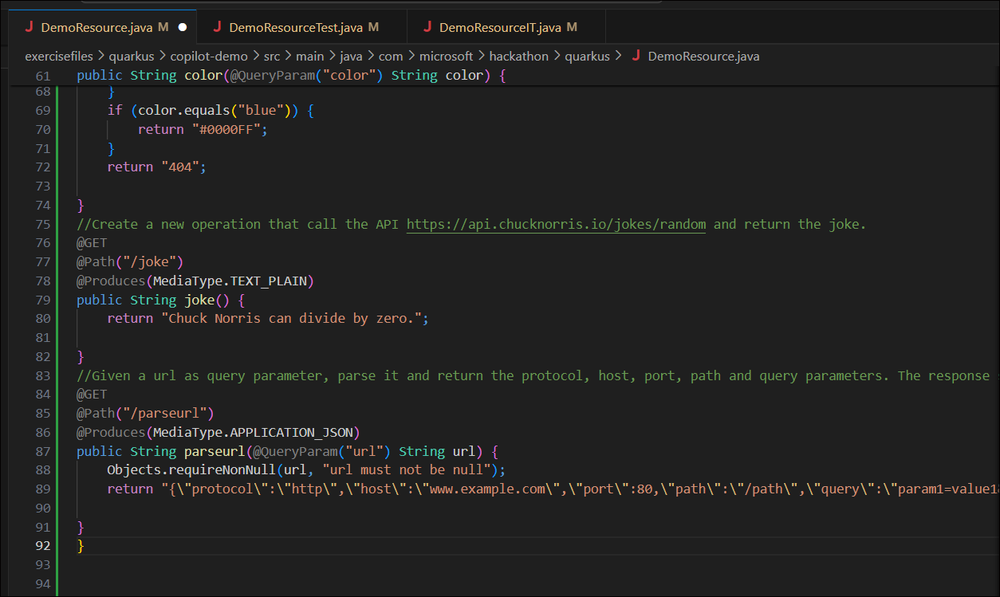 J DemoResource.java M ●
J DemoResourceTest.java M
J DemoResourceIT.java M
exercisefiles > quarkus > copilot-demo > src > main > java > com > microsoft > hackathon > quarkus > J DemoResource.java
61 public String color(@QueryParam("color") String color) {
68 }
69 if (color.equals("blue")) {
70 return "#0000FF";
71 }
72 return "404";
73
74 }
75 //Create a new operation that call the API https://api.chucknorris.io/jokes/random and return the joke.
76 @GET
77 @Path("/joke")
78 @Produces(MediaType.TEXT_PLAIN)
79 public String joke() {
80 return "Chuck Norris can divide by zero.";
81
82 }
83 //Given a url as query parameter, parse it and return the protocol, host, port, path and query parameters. The response
84 @GET
85 @Path("/parseurl")
86 @Produces(MediaType.APPLICATION_JSON)
87 public String parseurl(@QueryParam("url") String url) {
88 Objects.requireNonNull(url, "url must not be null");
89 return "{\"protocol\":\"http\",\"host\":\"www.example.com\",\"port\":80,\"path\":\"/path\",\"query\":\"param1=value1&
90
91 }
92 }
93
94